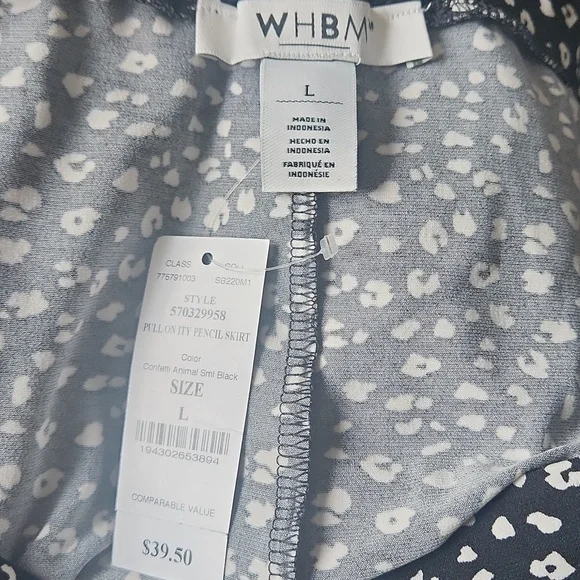 WHBM
L
MADE IN
INDONESIA
HECHO EN
INDONESIA
FABRIQUÉ EN
INDONÉSIE
CLASS
775791003 SB220M1
STYLE
570329958
PULL ON ITY PENCIL SKIRT
Color
Confetti Animal Sml Black
SIZE
L
194302653894
COMPARABLE VALUE
$39.50